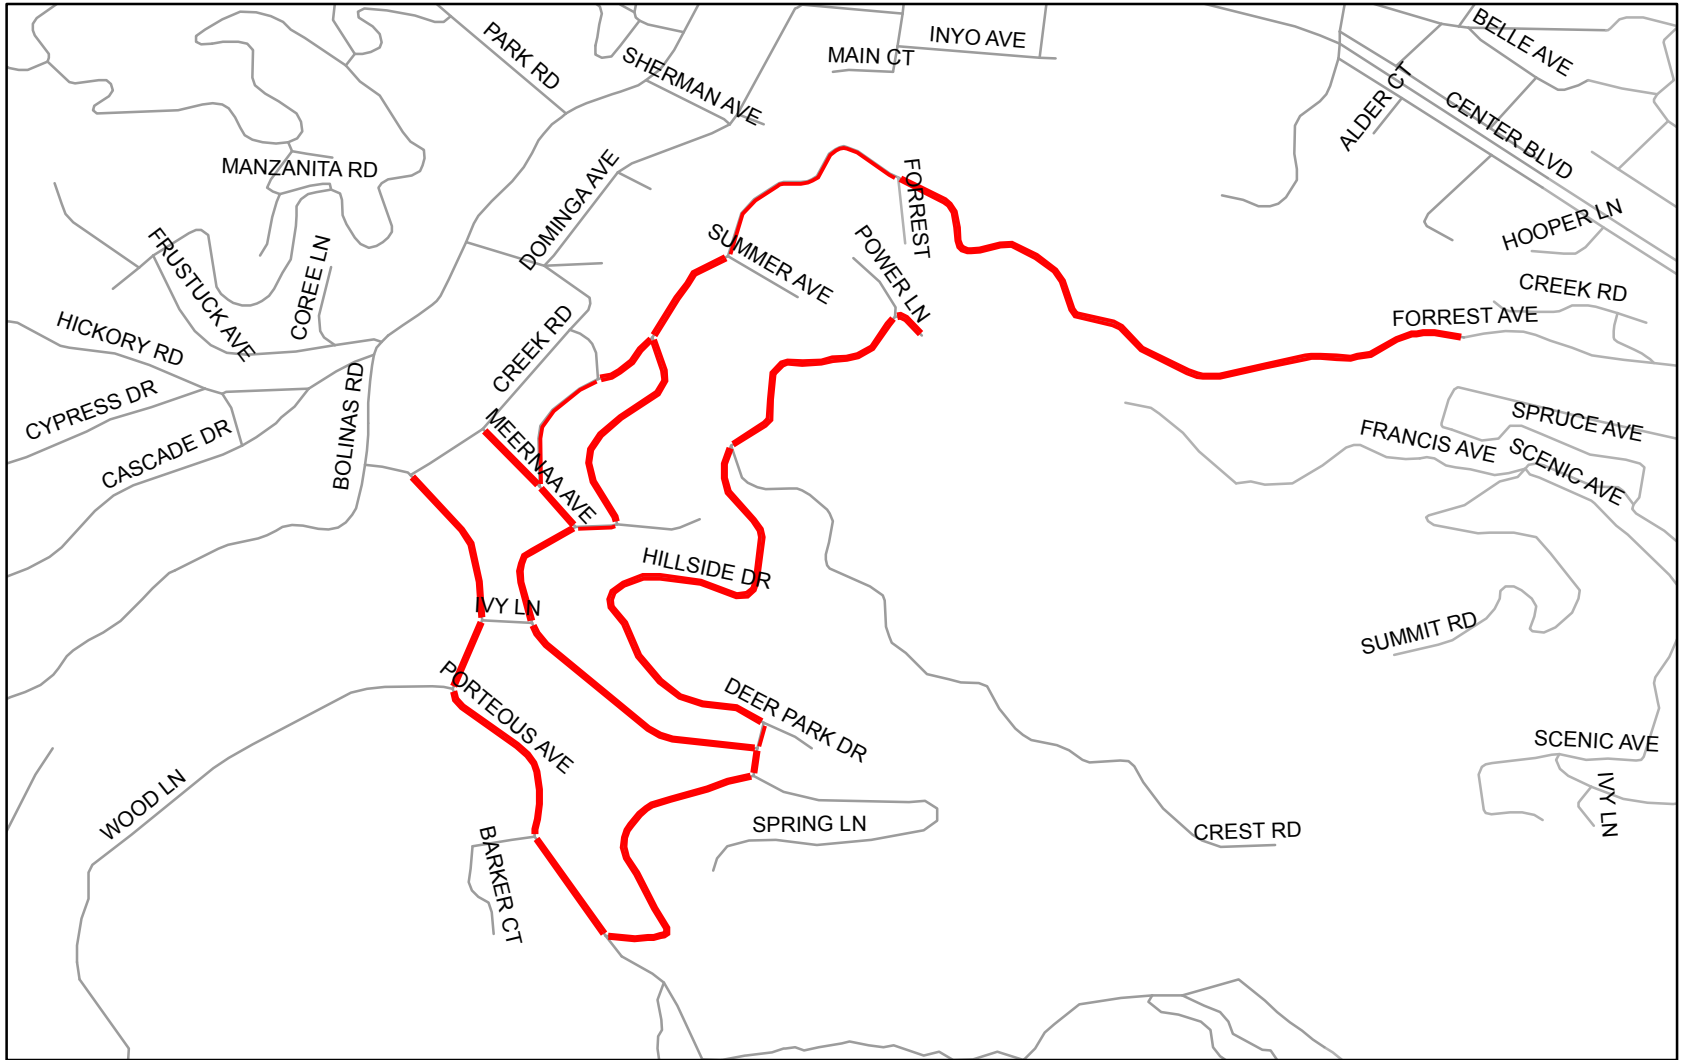 PARK RD
SHERMAN AVE
MAIN CT
INYO AVE
BELLE AVE
ALDER CT
CENTER BLVD
MANZANITA RD
DOMINGA AVE
FORREST
HOOPER LN
FRUSTUCK AVE
COREE LN
SUMMER AVE
POWER LN
CREEK RD
FORREST AVE
HICKORY RD
CREEK RD
CYPRESS DR
CASCADE DR
BOLINAS RD
MEERNAA AVE
SPRUCE AVE
FRANCIS AVE
SCENIC AVE
HILLSIDE DR
IVY LN
SUMMIT RD
PORTEOUS AVE
DEER PARK DR
SCENIC AVE
WOOD LN
IVY LN
SPRING LN
CREST RD
BARKER CT